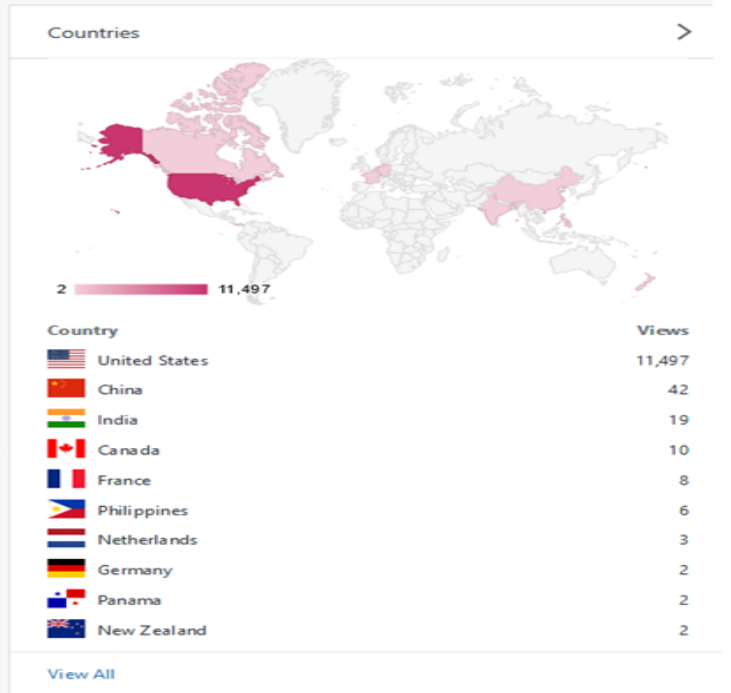 Countries
2 11,497
Country Views
United States 11,497
China 42
India 19
Canada 10
France 8
Philippines 6
Netherlands 3
Germany 2
Panama 2
New Zealand 2
View All